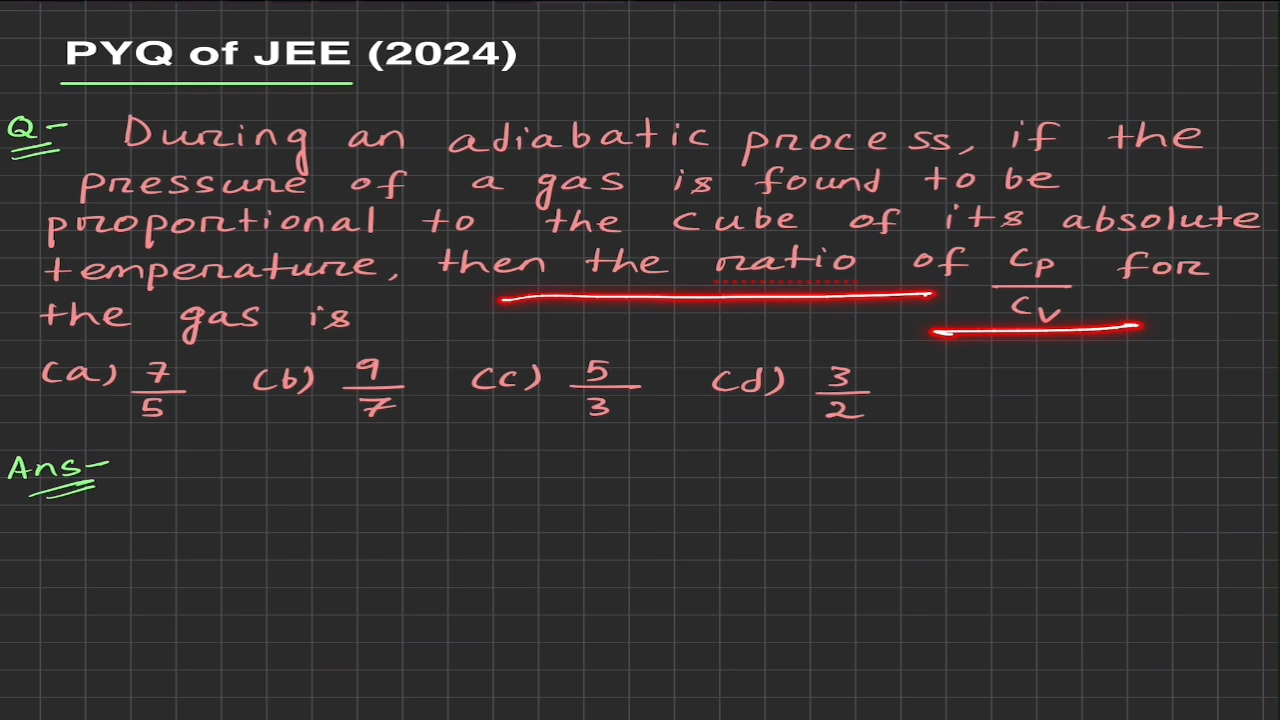 PYQ of JEE (2024)
Q:- During an adiabatic process, if the
pressure of a gas is found to be
proportional to the cube of its absolute
temperature, then the ratio of Cp/Cv for
the gas is
(a) 7/5 (b) 9/7 (c) 5/3 (d) 3/2
Ans:-